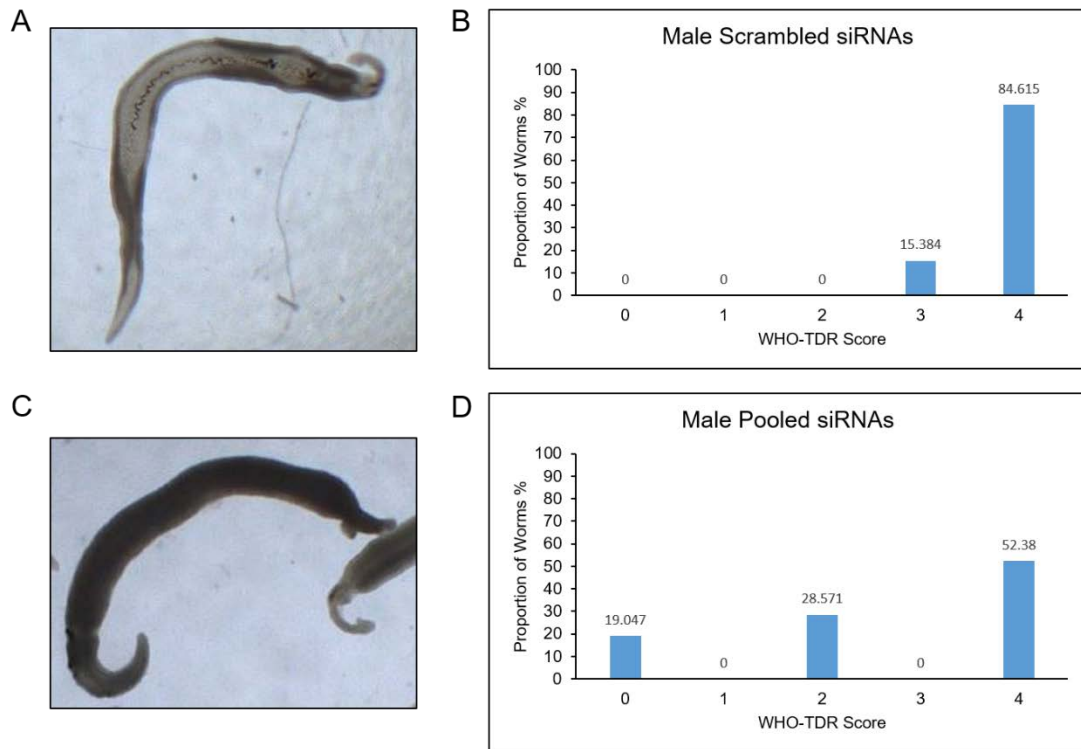 A
B
Male Scrambled siRNAs
Proportion of Worms %
100
90
80
70
60
50
40
30
20
10
0
0
0
0
15.384
84.615
0 1 2 3 4
WHO-TDR Score
C
D
Male Pooled siRNAs
Proportion of Worms %
100
90
80
70
60
50
40
30
20
10
0
19.047
0
28.571
0
52.38
0 1 2 3 4
WHO-TDR Score